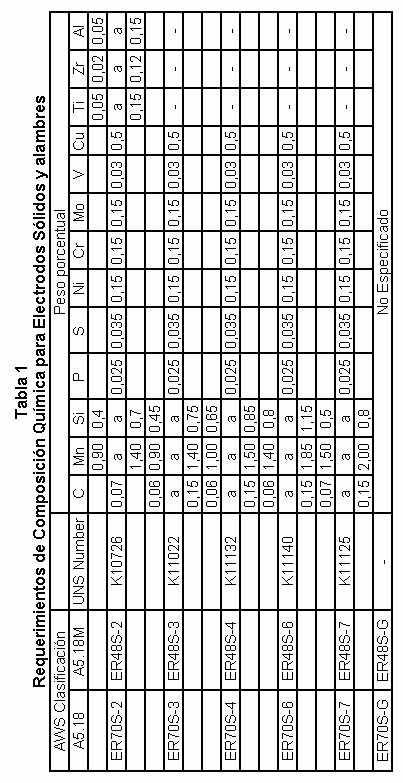 Tabla 1
Requerimientos de Composición Química para Electrodos Sólidos y alambres
AWS Clasificación Peso porcentual
A5.18 A5.18M UNS Number C Mn Si P S Ni Cr Mo V Cu Ti Zr Al
0,90 0,4 0,05 0,02 0,05
ER70S-2 ER48S-2 K10726 0,07 a a 0,025 0,035 0,15 0,15 0,15 0,03 0,5 a a a
1,40 0,7 0,15 0,12 0,15
0,06 0,90 0,45
ER70S-3 ER48S-3 K11022 a a a 0,025 0,035 0,15 0,15 0,15 0,03 0,5 - - -
0,15 1,40 0,75
0,06 1,00 0,65
ER70S-4 ER48S-4 K11132 a a a 0,025 0,035 0,15 0,15 0,15 0,03 0,5 - - -
0,15 1,50 0,85
0,06 1,40 0,8
ER70S-6 ER48S-6 K11140 a a a 0,025 0,035 0,15 0,15 0,15 0,03 0,5 - - -
0,15 1,85 1,15
0,07 1,50 0,5
ER70S-7 ER48S-7 K11125 a a a 0,025 0,035 0,15 0,15 0,15 0,03 0,5 - - -
0,15 2,00 0,8
ER70S-G ER48S-G - No Especificado